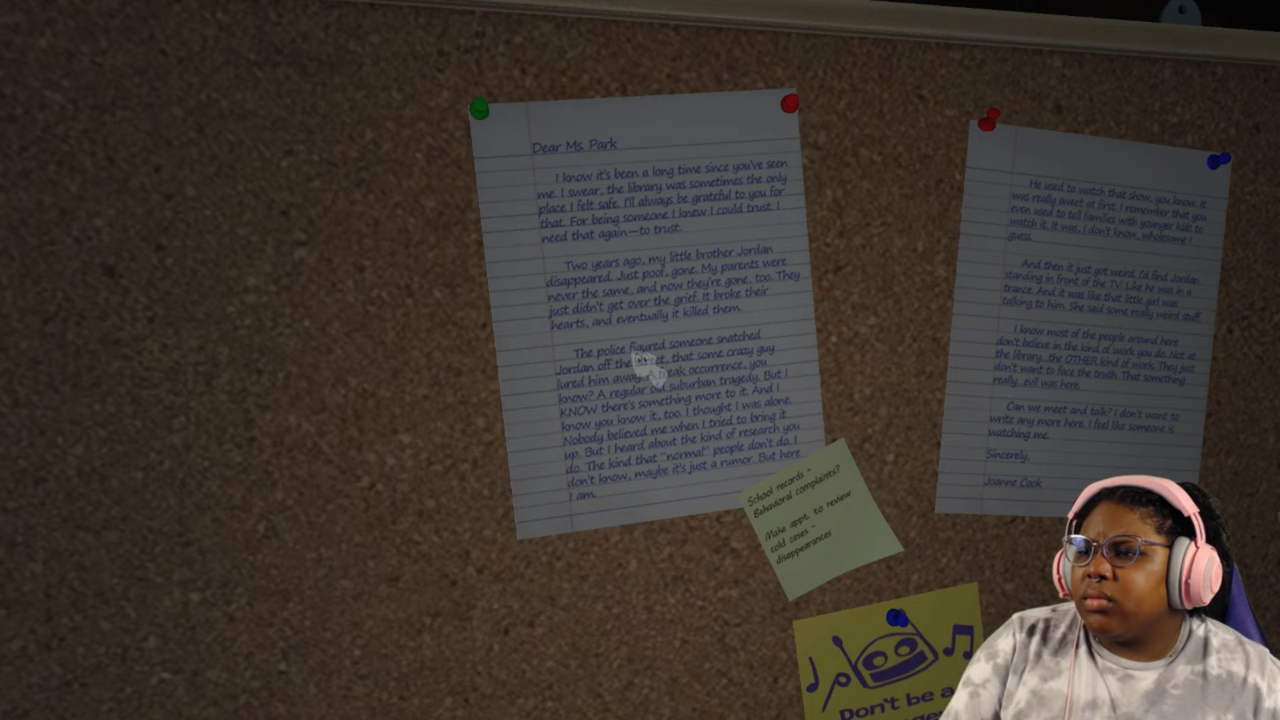 Dear Ms. Park
I know it's been a long time since you've seen
me. I swear, the library was sometimes the only
place I felt safe. I'll always be grateful to you for
that. For being someone I knew I could trust. I
need that again—to trust.
Two years ago, my little brother Jordan
disappeared. Just poof, gone. My parents were
never the same, and now they're gone, too. They
just didn't get over the grief. It broke their
hearts, and eventually it killed them.
The police figured someone snatched
Jordan off the street, that some crazy guy
lured him away. A freak occurrence, you
know? A regular old suburban tragedy. But I
KNOW there's something more to it. And I
know you know it, too. I thought I was alone.
Nobody believed me when I tried to bring it
up. But I heard about the kind of research you
do. The kind that "normal" people don't do. I
don't know, maybe it's just a rumor. But here
I am.
He used to watch that show, you know. It
was really sweet at first. I remember that you
even used to tell families with younger kids to
watch it. It was, I don't know, wholesome I
guess.
And then it just got weird. I'd find Jordan
standing in front of the TV. Like he was in a
trance. And it was like that little girl was
talking to him. She said some really weird stuff.
I know most of the people around here
don't believe in the kind of work you do. Not at
the library...the OTHER kind of work. They just
don't want to face the truth. That something
really...evil was here.
Can we meet and talk? I don't want to
write any more here. I feel like someone is
watching me.
Sincerely,
Joanne Cook
School records -
Behavioral complaints?
Make appt. to review
cold cases -
disappearances
Don't be a